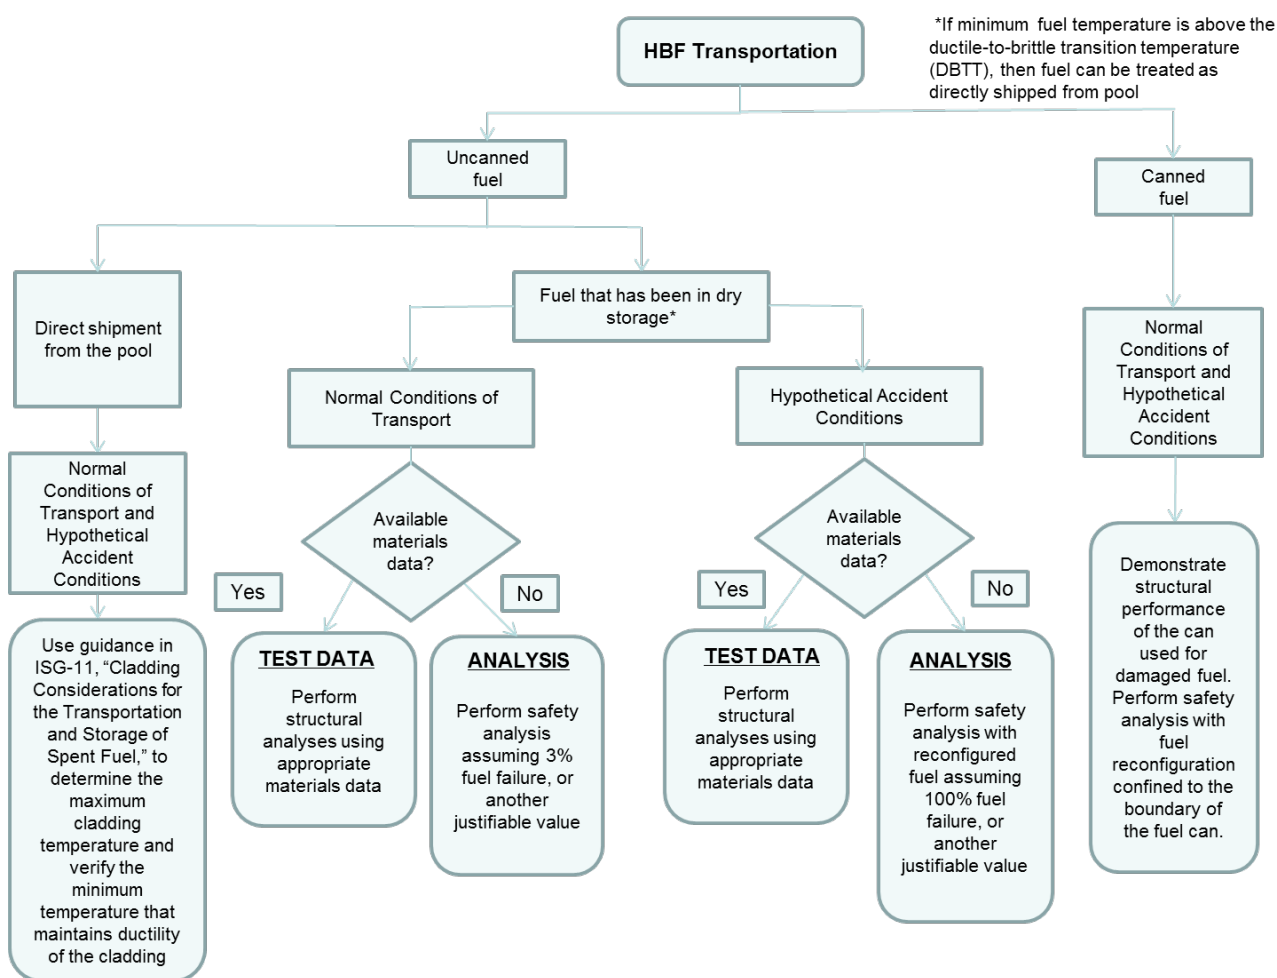 HBF Transportation
*If minimum fuel temperature is above the
ductile-to-brittle transition temperature
(DBTT), then fuel can be treated as
directly shipped from pool
Uncanned
fuel
Canned
fuel
Direct shipment
from the pool
Fuel that has been in dry
storage*
Normal Conditions of
Transport
Hypothetical Accident
Conditions
Normal
Conditions of
Transport and
Hypothetical
Accident
Conditions
Normal
Conditions of
Transport and
Hypothetical
Accident
Conditions
Available
materials
data?
Yes
No
Available
materials
data?
Yes
No
Use guidance in
ISG-11, “Cladding
Considerations for
the Transportation
and Storage of
Spent Fuel,” to
determine the
maximum
cladding
temperature and
verify the
minimum
temperature that
maintains ductility
of the cladding
TEST DATA
Perform
structural
analyses using
appropriate
materials data
ANALYSIS
Perform safety
analysis
assuming 3%
fuel failure, or
another
justifiable value
TEST DATA
Perform
structural
analyses using
appropriate
materials data
ANALYSIS
Perform safety
analysis with
reconfigured
fuel assuming
100% fuel
failure, or
another
justifiable value
Demonstrate
structural
performance
of the can
used for
damaged fuel.
Perform safety
analysis with
fuel
reconfiguration
confined to the
boundary of
the fuel can.